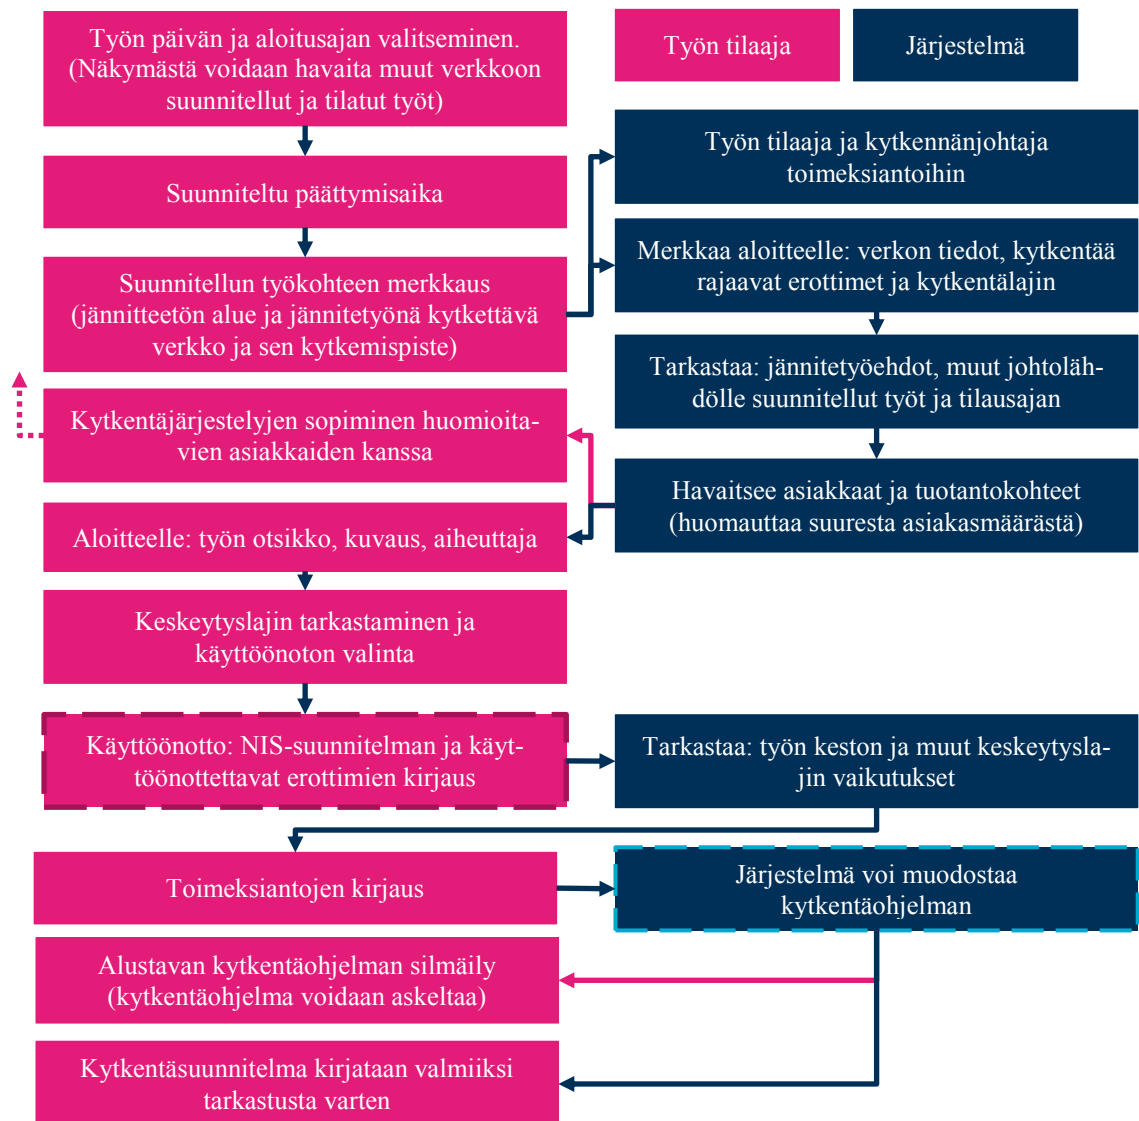 Työn päivän ja aloitusajan valitseminen.
(Näkymästä voidaan havaita muut verkkoon
suunnitellut ja tilatut työt)
Työn tilaaja
Järjestelmä
Suunniteltu päättymisaika
Työn tilaaja ja kytkennänjohtaja
toimeksiantoihin
Suunnitellun työkohteen merkkaus
(jännitteetön alue ja jännitetyönä kytkettävä
verkko ja sen kytkemispiste)
Merkkaa aloitteelle: verkon tiedot, kytkentää
rajaavat erottimet ja kytkentälajin
Tarkastaa: jännitetyöehdot, muut johtoläh-
dölle suunnitellut työt ja tilausajan
Kytkentäjärjestelyjen sopiminen huomioita-
vien asiakkaiden kanssa
Havaitsee asiakkaat ja tuotantokohteet
(huomauttaa suuresta asiakasmäärästä)
Aloitteelle: työn otsikko, kuvaus, aiheuttaja
Keskeytyslajin tarkastaminen ja
käyttöönoton valinta
Käyttöönotto: NIS-suunnitelman ja käyt-
töönottettavat erottimien kirjaus
Tarkastaa: työn keston ja muut keskeytysla-
jin vaikutukset
Toimeksiantojen kirjaus
Järjestelmä voi muodostaa
kytkentäohjelman
Alustavan kytkentäohjelman silmäily
(kytkentäohjelma voidaan askeltaa)
Kytkentäsuunnitelma kirjataan valmiiksi
tarkastusta varten